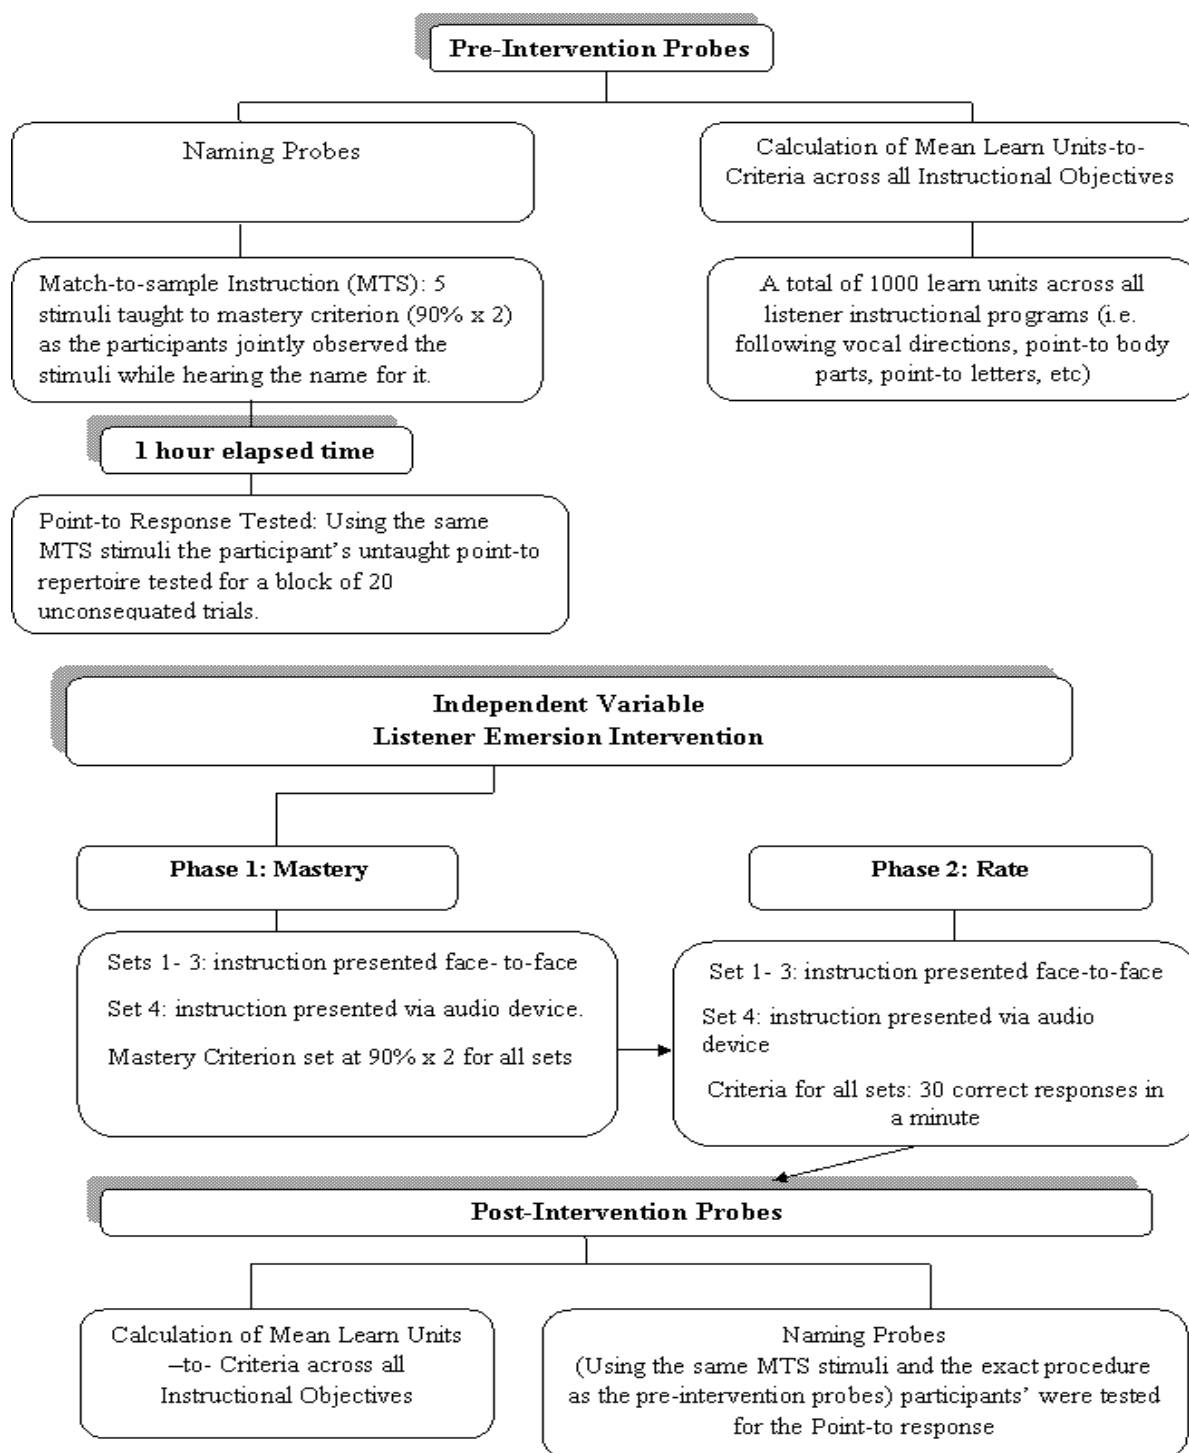 Pre-Intervention Probes
Naming Probes
Calculation of Mean Learn Units-to-
Criteria across all Instructional Objectives
Match-to-sample Instruction (MTS): 5
stimuli taught to mastery criterion (90% x 2)
as the participants jointly observed the
stimuli while hearing the name for it.
A total of 1000 learn units across all
listener instructional programs (i.e.
following vocal directions, point-to body
parts, point-to letters, etc)
1 hour elapsed time
Point-to Response Tested: Using the same
MTS stimuli the participant's untaught point-to
repertoire tested for a block of 20
unconsequated trials.
Independent Variable
Listener Emersion Intervention
Phase 1: Mastery
Sets 1- 3: instruction presented face- to-face
Set 4: instruction presented via audio device.
Mastery Criterion set at 90% x 2 for all sets
Phase 2: Rate
Set 1- 3: instruction presented face-to-face
Set 4: instruction presented via audio
device
Criteria for all sets: 30 correct responses in
a minute
Post-Intervention Probes
Calculation of Mean Learn Units
–to- Criteria across all
Instructional Objectives
Naming Probes
(Using the same MTS stimuli and the exact procedure
as the pre-intervention probes) participants' were tested
for the Point-to response